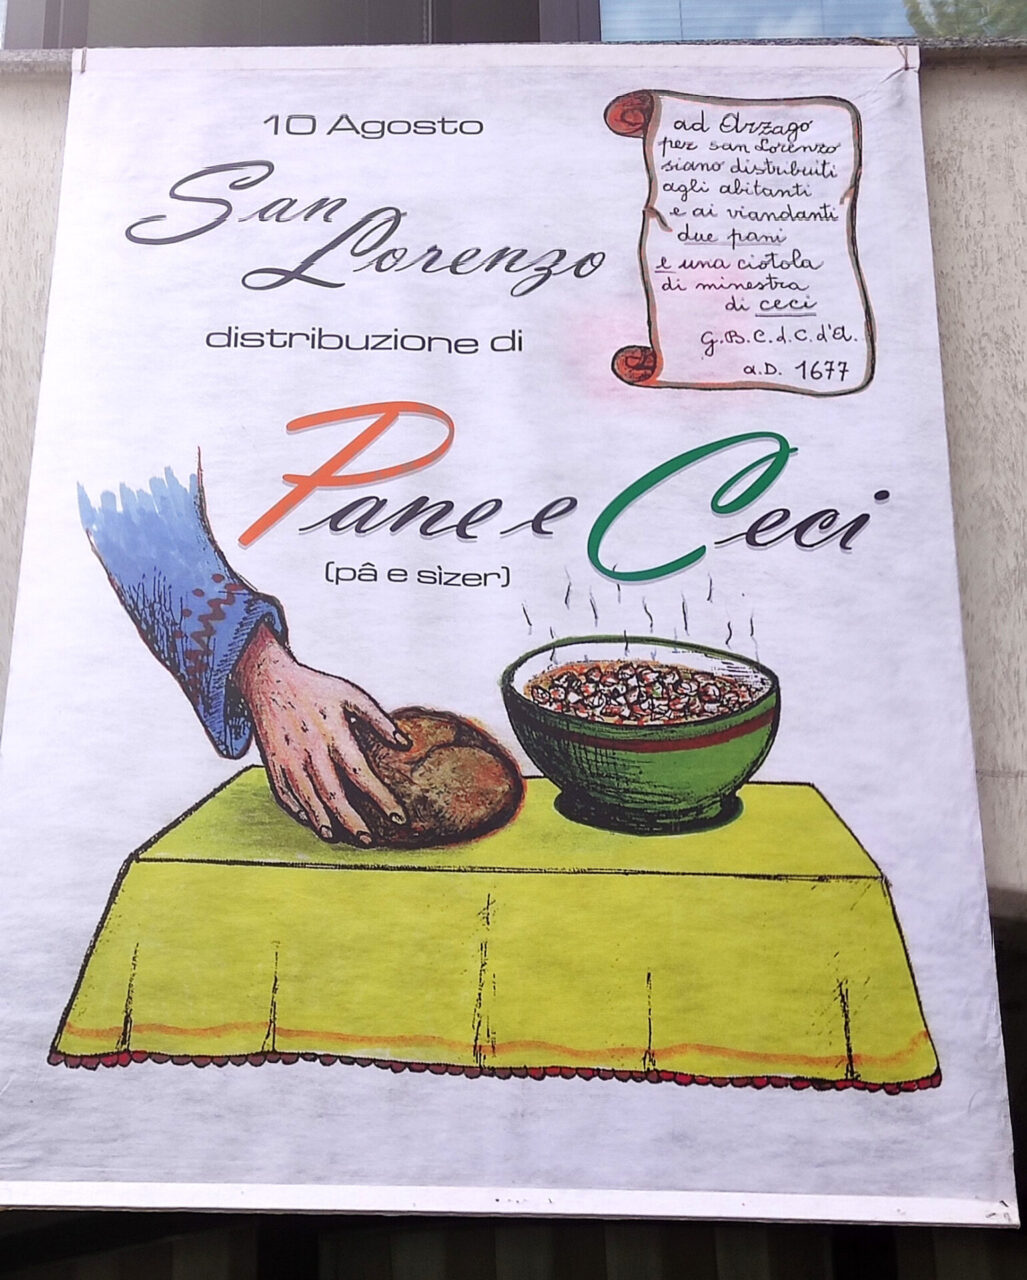 10 Agosto
San
Lorenzo
distribuzione di
Pane e Ceci
(pâ e sìzer)
ad Arzago
per san Lorenzo
siano distribuiti
agli abitanti
e ai viandanti
due pani
e una ciotola
di minestra
di ceci
G.B.C.d.C.d'A.
a.D. 1677